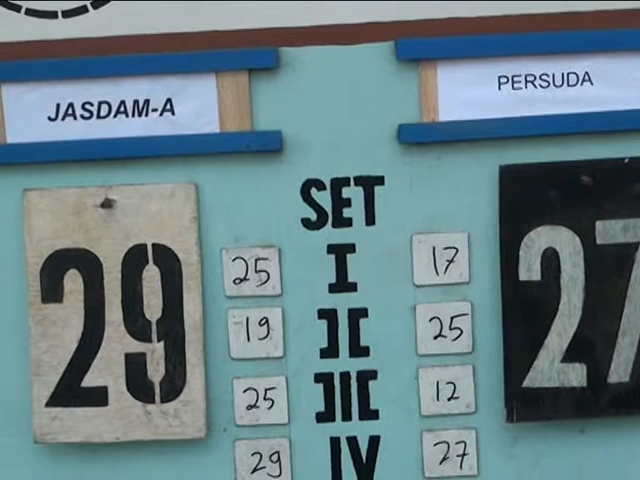 JASDAM-A PERSUDA
SET
29 27
25 I 17
19 II 25
25 III 12
29 IV 27